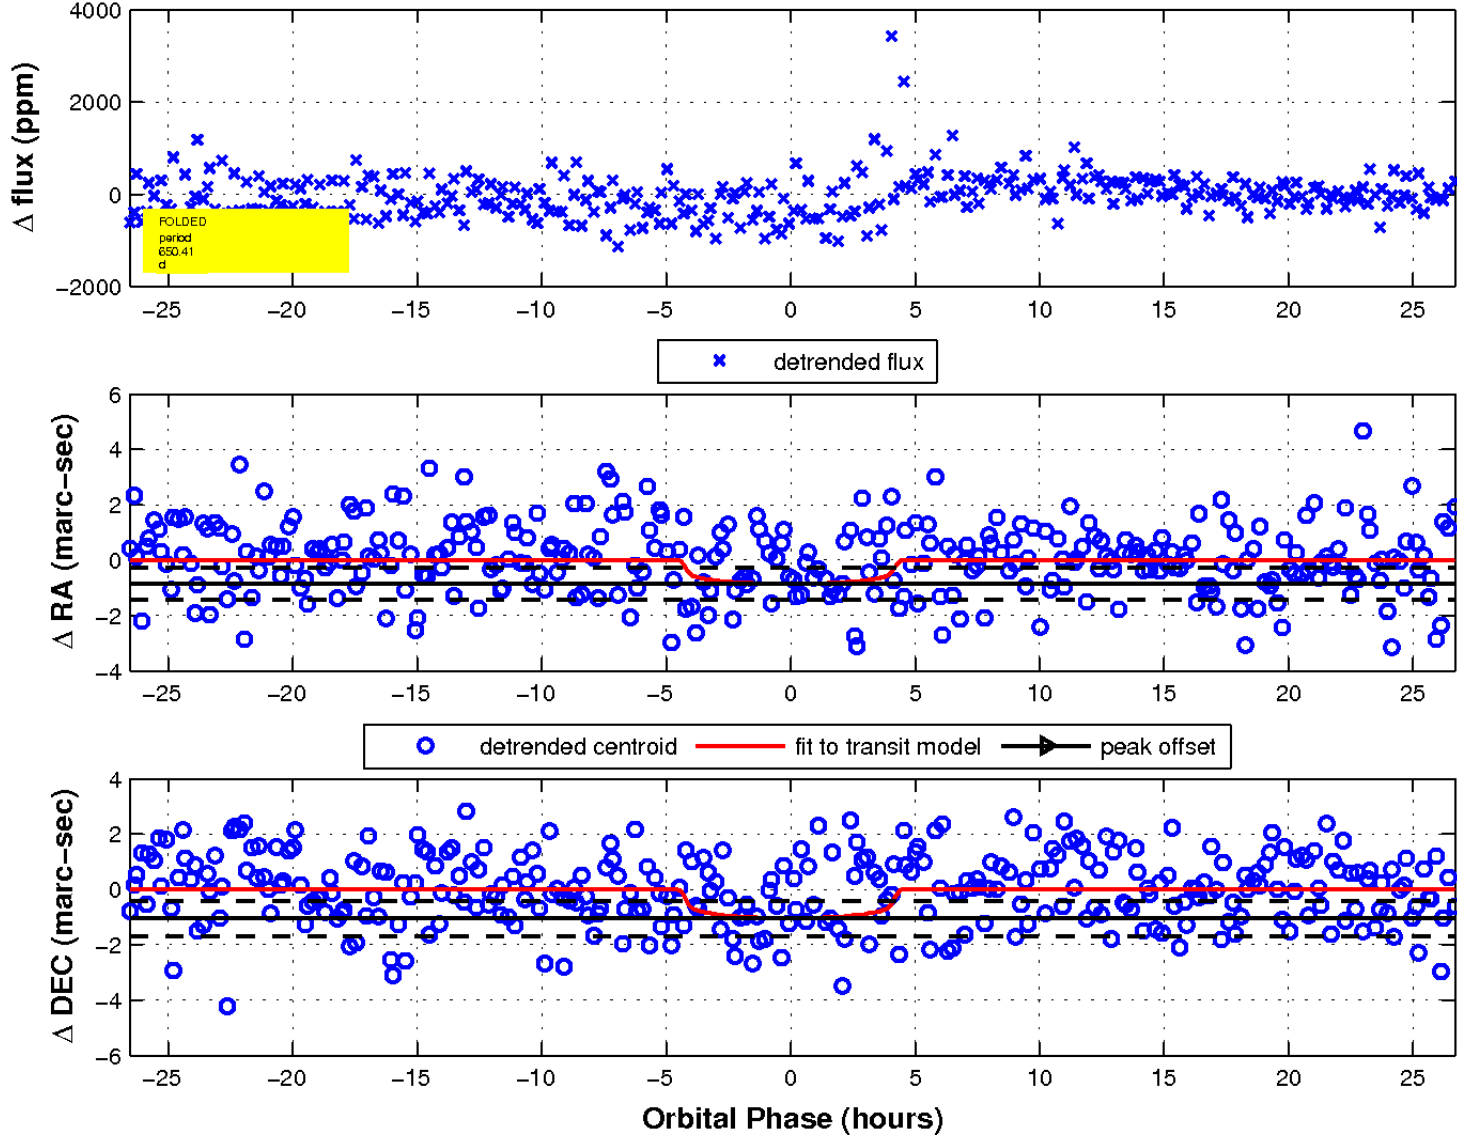 4000
2000
0
−2000
Δ flux (ppm)
FOLDED
period
650.41
d
−25 −20 −15 −10 −5 0 5 10 15 20 25
detrended flux
6
4
2
0
−2
−4
Δ RA (marc−sec)
−25 −20 −15 −10 −5 0 5 10 15 20 25
detrended centroid fit to transit model peak offset
4
2
0
−2
−4
−6
Δ DEC (marc−sec)
−25 −20 −15 −10 −5 0 5 10 15 20 25
Orbital Phase (hours)